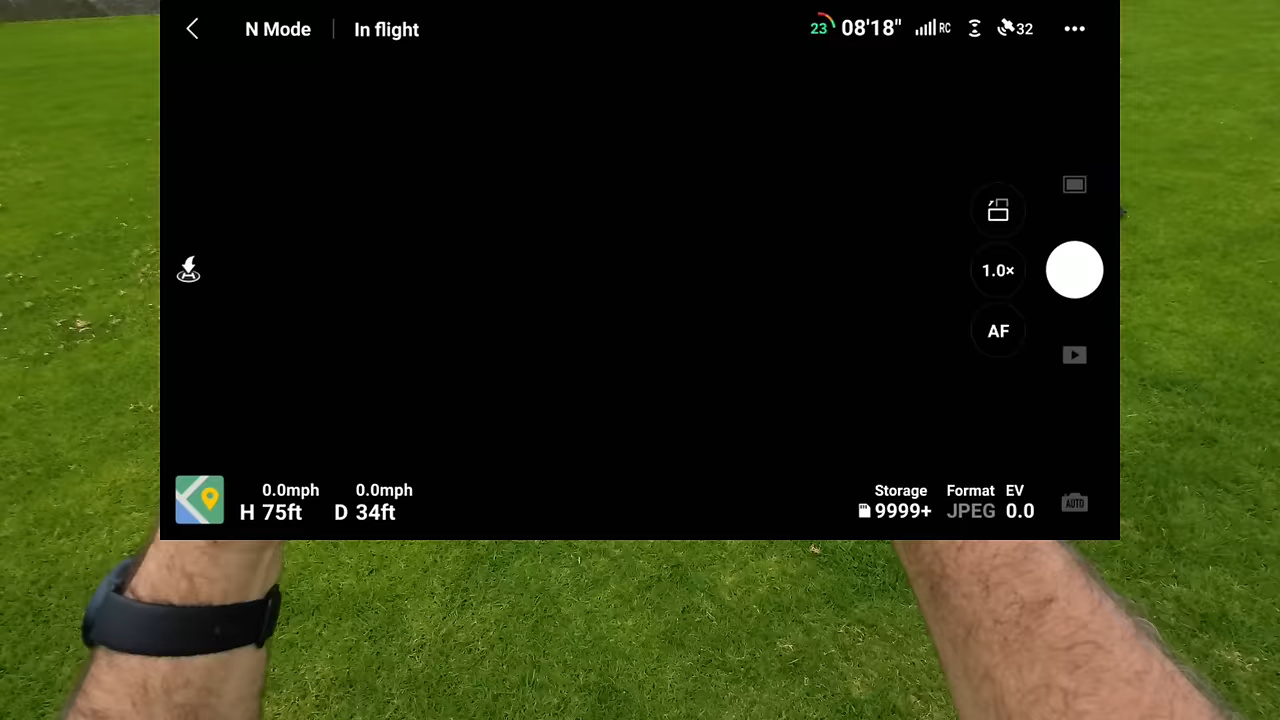 N Mode In flight 23 08'18" RC 32
1.0×
AF
0.0mph 0.0mph
H 75ft D 34ft
Storage Format EV
9999+ JPEG 0.0
AUTO